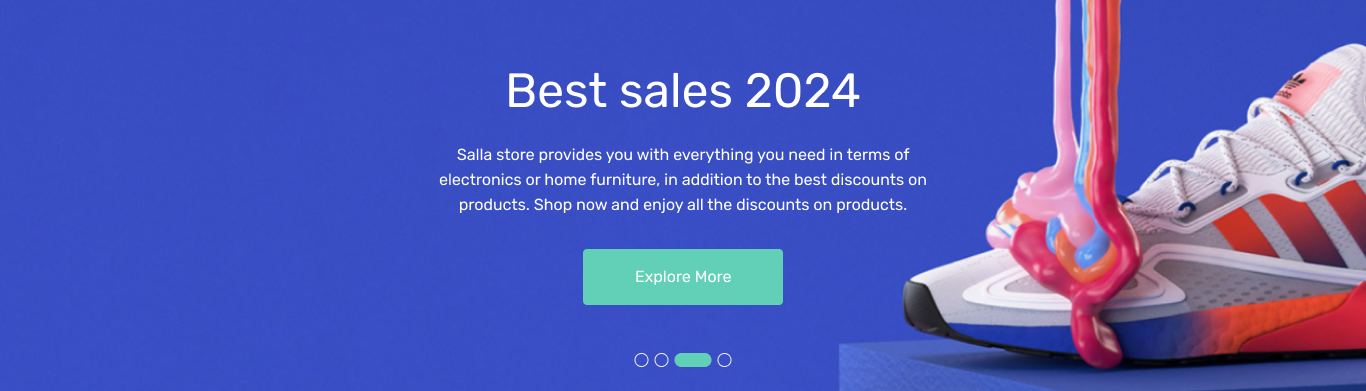 Best sales 2024
Salla store provides you with everything you need in terms of
electronics or home furniture, in addition to the best discounts on
products. Shop now and enjoy all the discounts on products.
Explore More